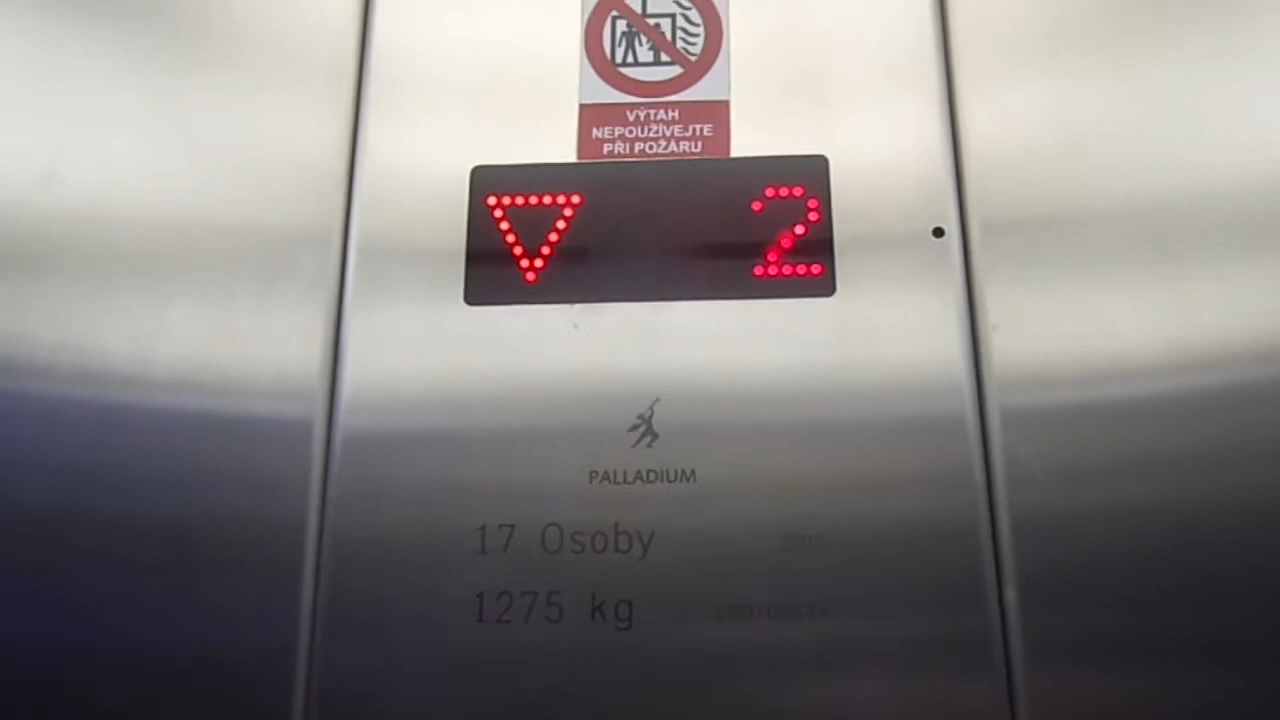 VÝTAH
NEPOUŽÍVEJTE
PŘI POŽÁRU
2
PALLADIUM
17 Osoby
1275 kg